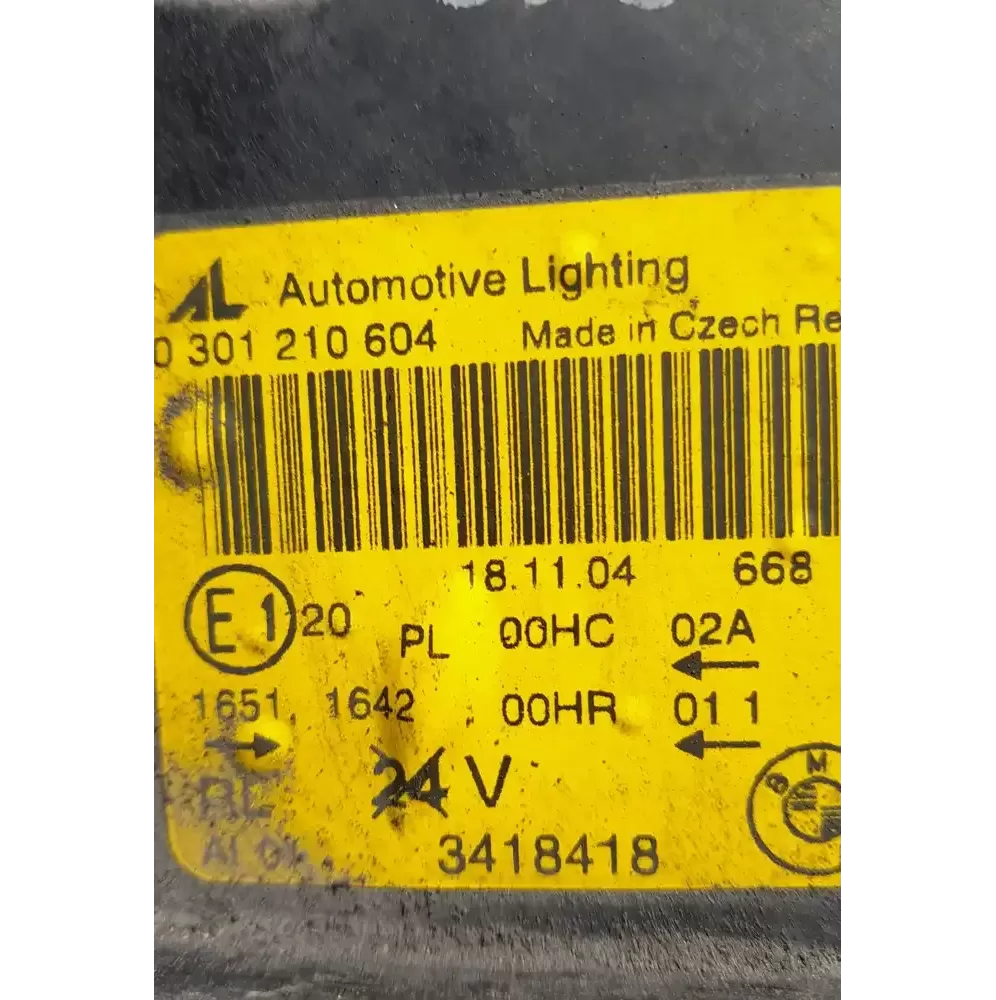 AL Automotive Lighting
0 301 210 604 Made in Czech Re
18.11.04 668
E1 20 PL 00HC 02A
1651, 1642 00HR 01 1
24 V
3418418
BM